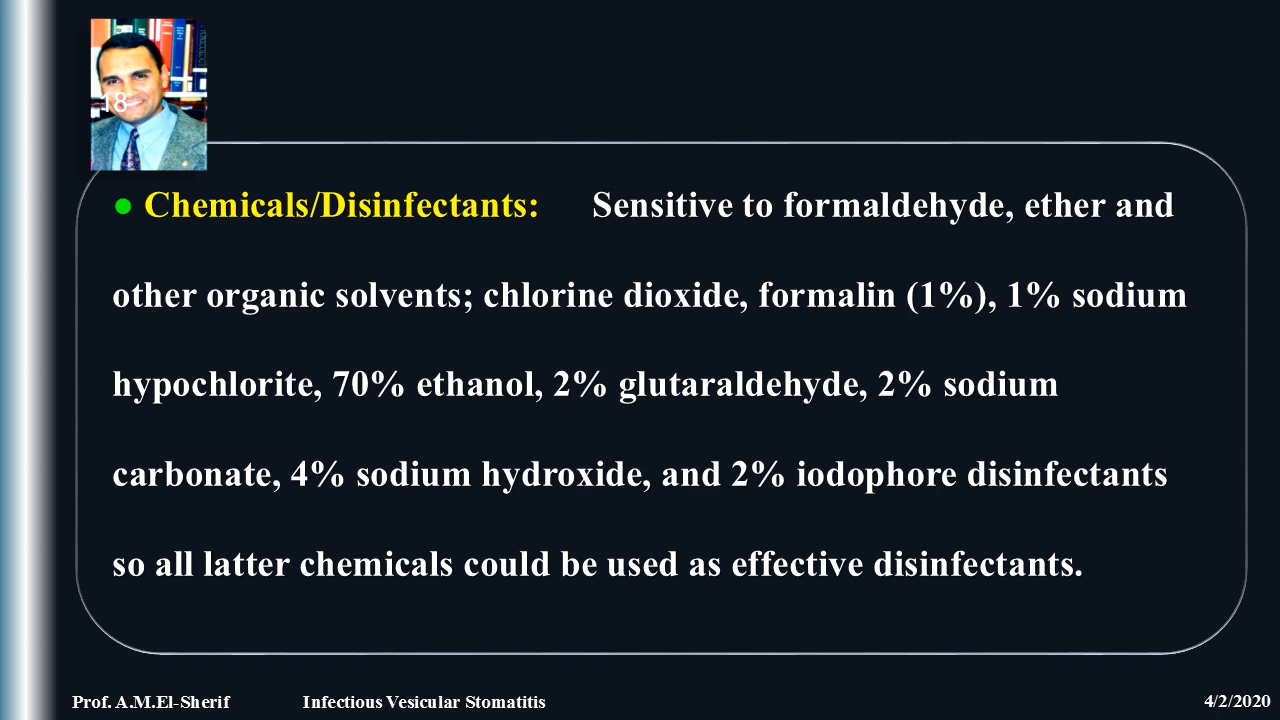 18
● Chemicals/Disinfectants: Sensitive to formaldehyde, ether and
other organic solvents; chlorine dioxide, formalin (1%), 1% sodium
hypochlorite, 70% ethanol, 2% glutaraldehyde, 2% sodium
carbonate, 4% sodium hydroxide, and 2% iodophore disinfectants
so all latter chemicals could be used as effective disinfectants.
Prof. A.M.El-Sherif Infectious Vesicular Stomatitis 4/2/2020